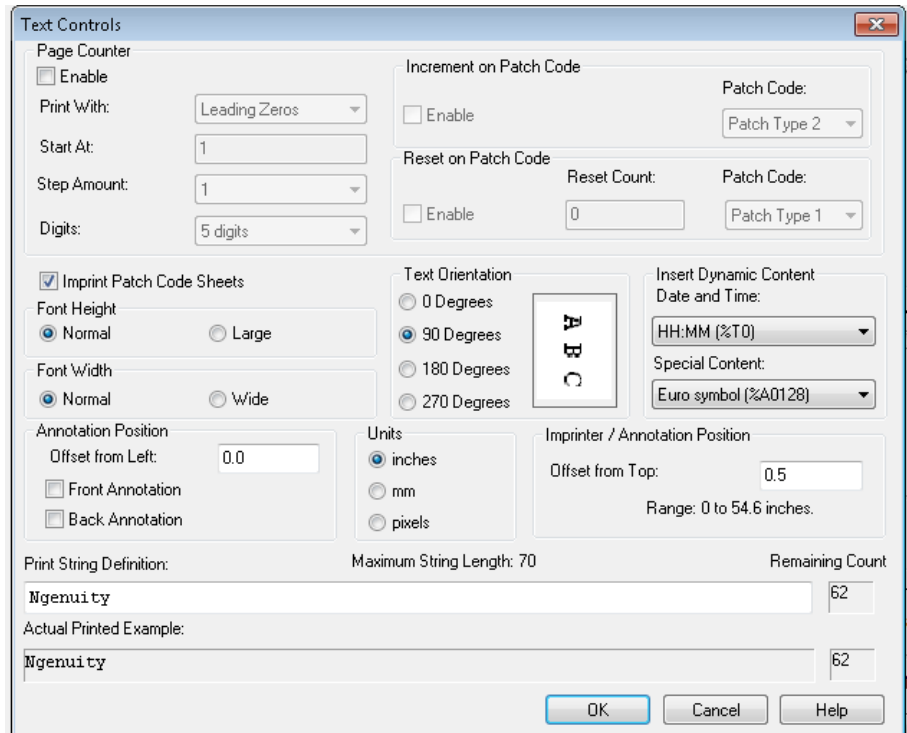 Text Controls
Page Counter
Enable
Print With: Leading Zeros
Start At: 1
Step Amount: 1
Digits: 5 digits
Increment on Patch Code
Patch Code:
Enable Patch Type 2
Reset on Patch Code
Reset Count: Patch Code:
Enable 0 Patch Type 1
Imprint Patch Code Sheets
Font Height
Normal Large
Font Width
Normal Wide
Text Orientation
0 Degrees
90 Degrees
180 Degrees
270 Degrees
A
B
C
Insert Dynamic Content
Date and Time:
HH:MM (%T0)
Special Content:
Euro symbol (%A0128)
Annotation Position
Offset from Left: 0.0
Front Annotation
Back Annotation
Units
inches
mm
pixels
Imprinter / Annotation Position
Offset from Top: 0.5
Range: 0 to 54.6 inches.
Print String Definition: Maximum String Length: 70 Remaining Count
Ngenuity 62
Actual Printed Example:
Ngenuity 62
OK Cancel Help